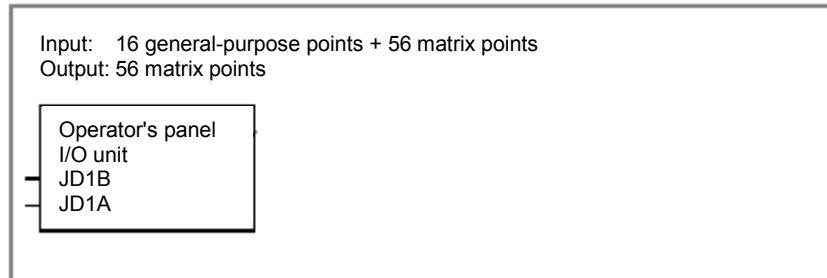 Input: 16 general-purpose points + 56 matrix points
Output: 56 matrix points
Operator's panel
I/O unit
JD1B
JD1A